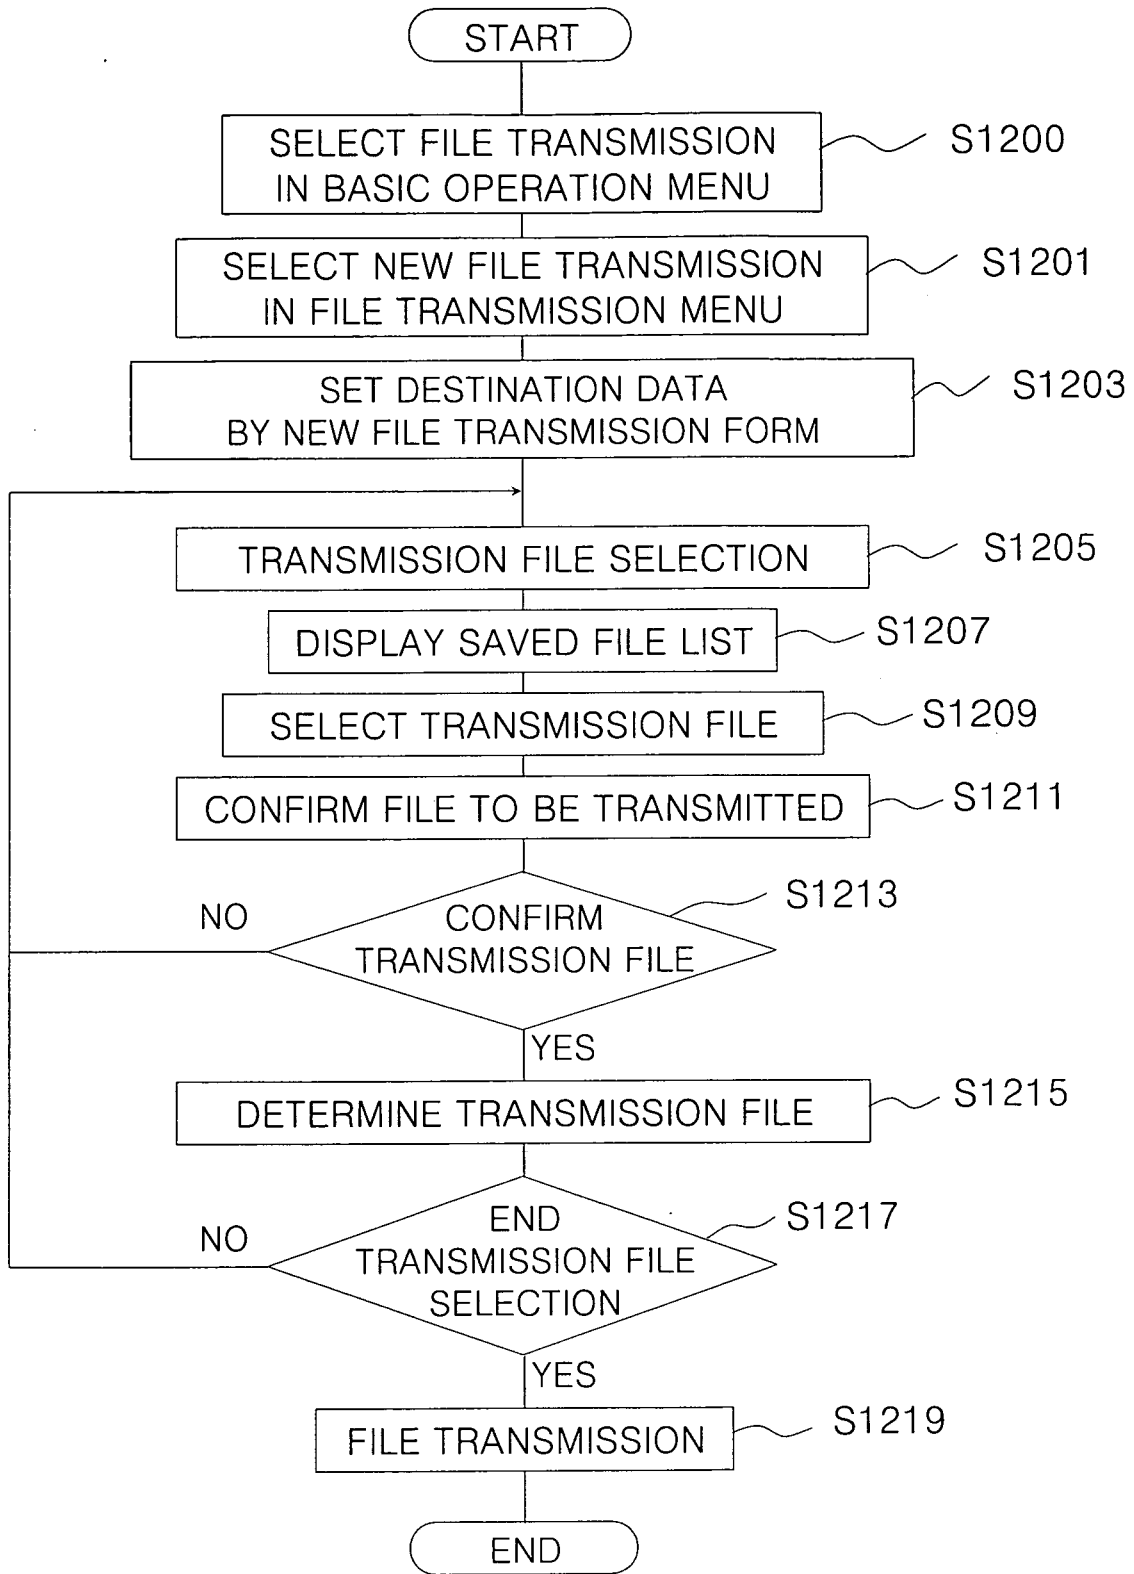 START
SELECT FILE TRANSMISSION
IN BASIC OPERATION MENU
S1200
SELECT NEW FILE TRANSMISSION
IN FILE TRANSMISSION MENU
S1201
SET DESTINATION DATA
BY NEW FILE TRANSMISSION FORM
S1203
TRANSMISSION FILE SELECTION
S1205
DISPLAY SAVED FILE LIST
S1207
SELECT TRANSMISSION FILE
S1209
CONFIRM FILE TO BE TRANSMITTED
S1211
NO
CONFIRM
TRANSMISSION FILE
S1213
YES
DETERMINE TRANSMISSION FILE
S1215
NO
END
TRANSMISSION FILE
SELECTION
S1217
YES
FILE TRANSMISSION
S1219
END